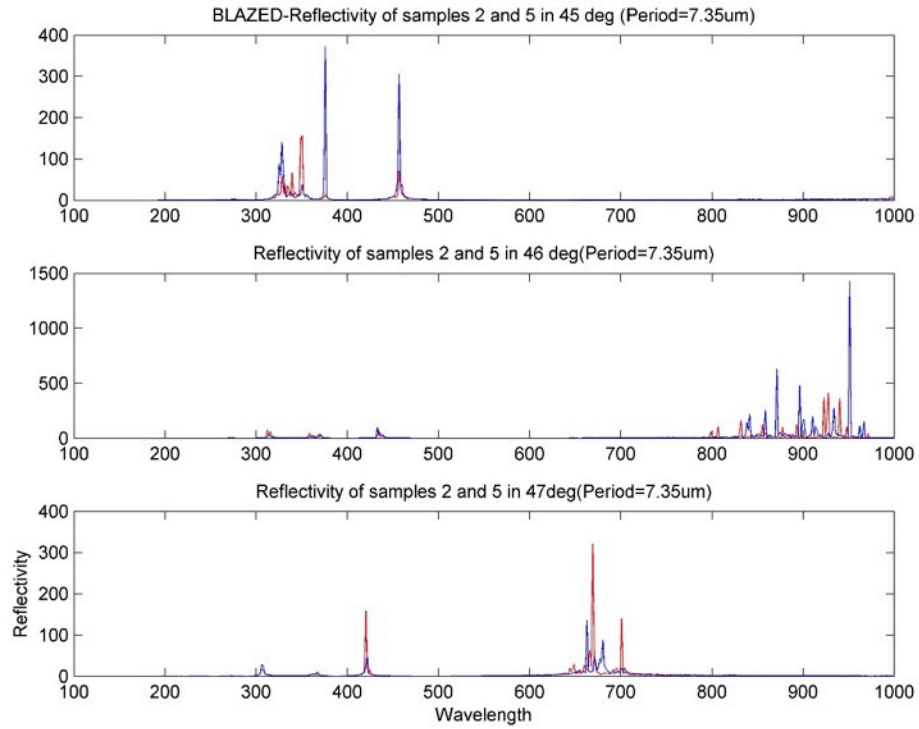 BLAZED-Reflectivity of samples 2 and 5 in 45 deg (Period=7.35um)
400
300
200
100
0
100 200 300 400 500 600 700 800 900 1000
Reflectivity of samples 2 and 5 in 46 deg(Period=7.35um)
1500
1000
500
0
100 200 300 400 500 600 700 800 900 1000
Reflectivity of samples 2 and 5 in 47deg(Period=7.35um)
400
300
200
100
0
Reflectivity
100 200 300 400 500 600 700 800 900 1000
Wavelength